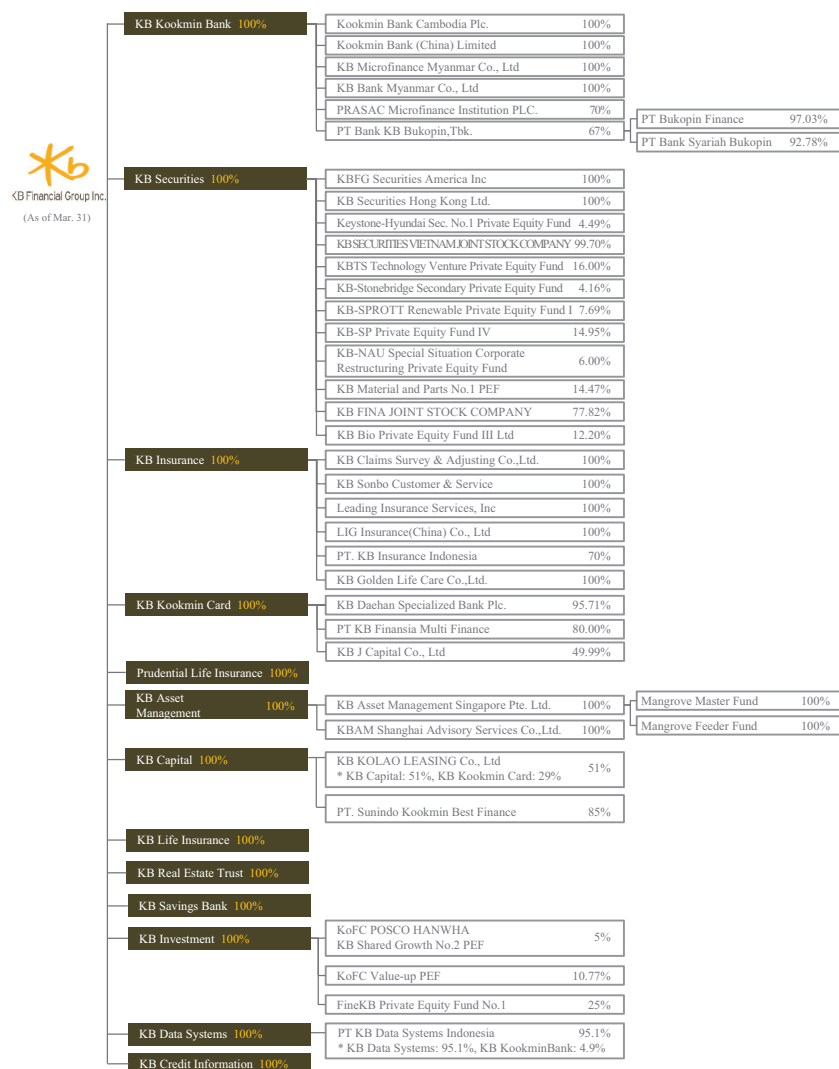 Kb
KB Financial Group Inc.
(As of Mar. 31)
KB Kookmin Bank 100%
Kookmin Bank Cambodia Plc. 100%
Kookmin Bank (China) Limited 100%
KB Microfinance Myanmar Co., Ltd 100%
KB Bank Myanmar Co., Ltd 100%
PRASAC Microfinance Institution PLC. 70%
PT Bank KB Bukopin,Tbk. 67%
PT Bukopin Finance 97.03%
PT Bank Syariah Bukopin 92.78%
KB Securities 100%
KBFG Securities America Inc 100%
KB Securities Hong Kong Ltd. 100%
Keystone-Hyundai Sec. No.1 Private Equity Fund 4.49%
KB SECURITIES VIETNAM JOINT STOCK COMPANY 99.70%
KBTS Technology Venture Private Equity Fund 16.00%
KB-Stonebridge Secondary Private Equity Fund 4.16%
KB-SPROTT Renewable Private Equity Fund I 7.69%
KB-SP Private Equity Fund IV 14.95%
KB-NAU Special Situation Corporate
Restructuring Private Equity Fund 6.00%
KB Material and Parts No.1 PEF 14.47%
KB FINA JOINT STOCK COMPANY 77.82%
KB Bio Private Equity Fund III Ltd 12.20%
KB Insurance 100%
KB Claims Survey & Adjusting Co.,Ltd. 100%
KB Sonbo Customer & Service 100%
Leading Insurance Services, Inc 100%
LIG Insurance(China) Co., Ltd 100%
PT. KB Insurance Indonesia 70%
KB Golden Life Care Co.,Ltd. 100%
KB Kookmin Card 100%
KB Daehan Specialized Bank Plc. 95.71%
PT KB Finansia Multi Finance 80.00%
KB J Capital Co., Ltd 49.99%
Prudential Life Insurance 100%
KB Asset
Management 100%
KB Asset Management Singapore Pte. Ltd. 100%
KBAM Shanghai Advisory Services Co.,Ltd. 100%
Mangrove Master Fund 100%
Mangrove Feeder Fund 100%
KB Capital 100%
KB KOLAO LEASING Co., Ltd
* KB Capital: 51%, KB Kookmin Card: 29% 51%
PT. Sunindo Kookmin Best Finance 85%
KB Life Insurance 100%
KB Real Estate Trust 100%
KB Savings Bank 100%
KB Investment 100%
KoFC POSCO HANWHA
KB Shared Growth No.2 PEF 5%
KoFC Value-up PEF 10.77%
FineKB Private Equity Fund No.1 25%
KB Data Systems 100%
PT KB Data Systems Indonesia 95.1%
* KB Data Systems: 95.1%, KB KookminBank: 4.9%
KB Credit Information 100%